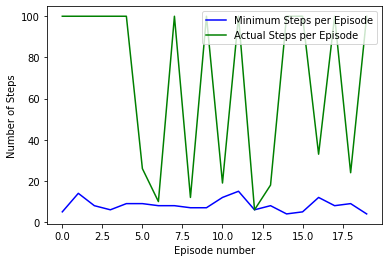 Minimum Steps per Episode
Actual Steps per Episode
100
80
60
40
20
0
Number of Steps
0.0 2.5 5.0 7.5 10.0 12.5 15.0 17.5
Episode number